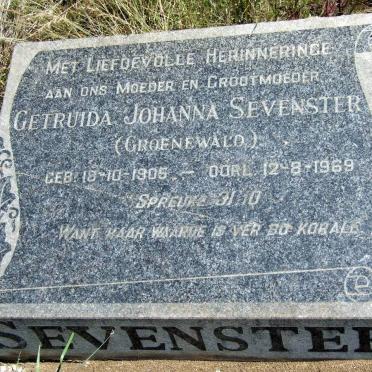 MET LIEFDEVOLLE HERINNERINGE
AAN ONS MOEDER EN GROOTMOEDER
GETRUIDA JOHANNA SEVENSTER
(GROENEWALD)
GEB. 18-10-1905 — OORL. 12-8-1969
SPREUKE 31:10
WANT HAAR WAARDE IS VER BO KORALE
SEVENSTER